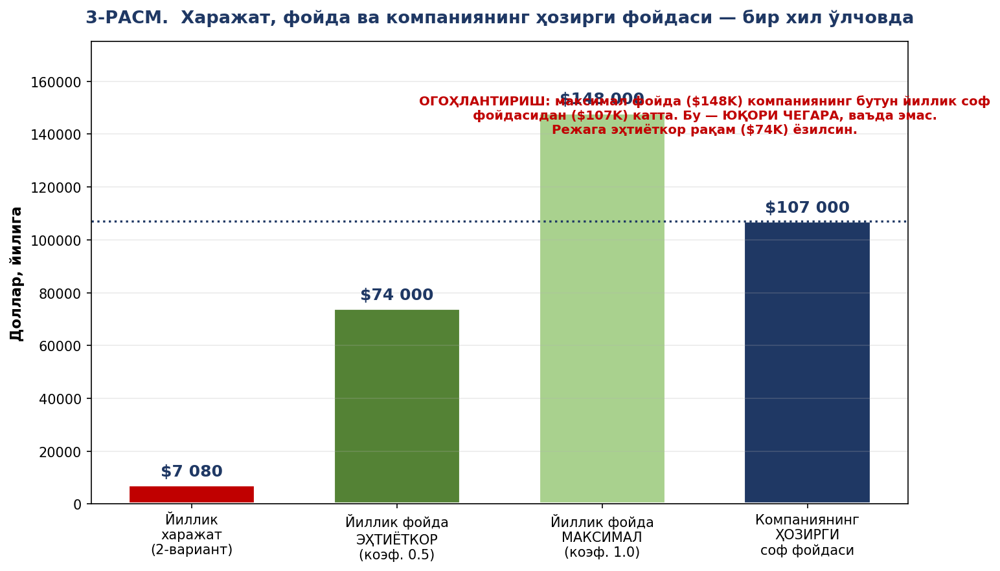 3-РАСМ.  Харажат, фойда ва компаниянинг ҳозирги фойдаси — бир хил ўлчовда
Доллар, йилига
160000
140000
120000
100000
80000
60000
40000
20000
0
$7 080
$74 000
$148 000
$107 000
ОГОҲЛАНТИРИШ: максимал фойда ($148K) компаниянинг бутун йиллик соф
фойдасидан ($107K) катта. Бу — ЮҚОРИ ЧЕГАРА, ваъда эмас.
Режага эҳтиёткор рақам ($74K) ёзилсин.
Йиллик
харажат
(2-вариант)
Йиллик фойда
ЭҲТИЁТКОР
(коэф. 0.5)
Йиллик фойда
МАКСИМАЛ
(коэф. 1.0)
Компаниянинг
ҲОЗИРГИ
соф фойдаси